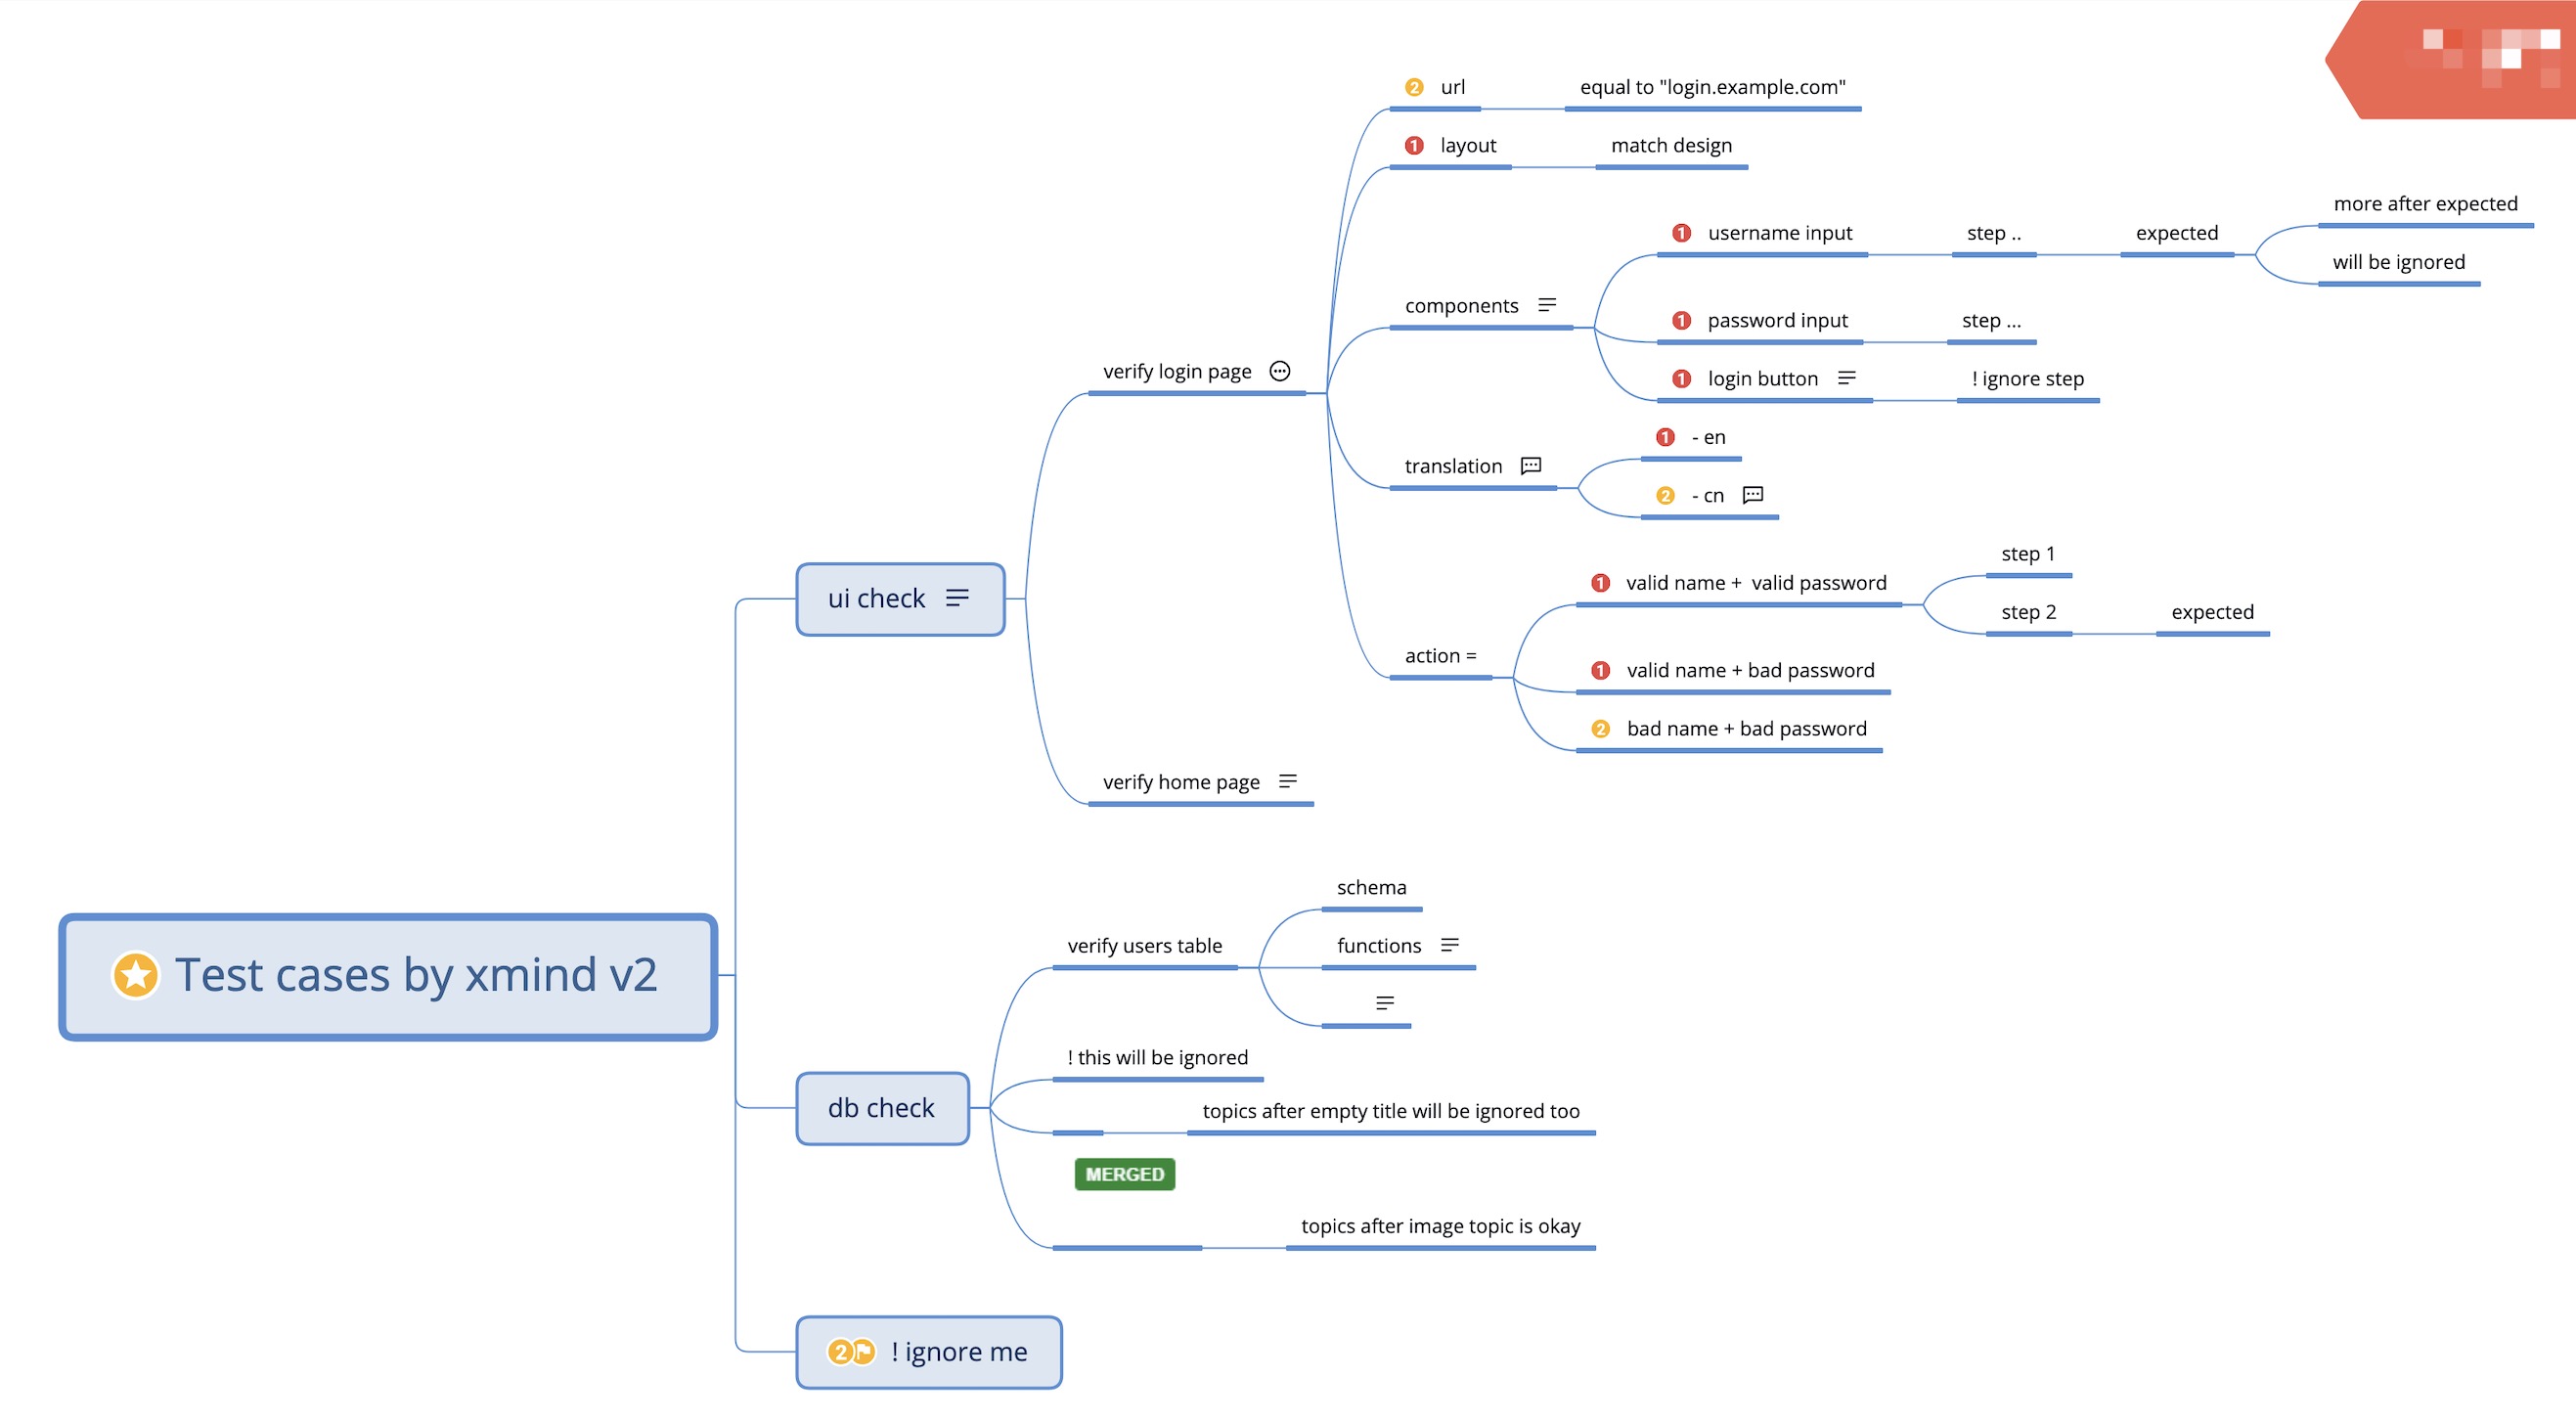 2 url
equal to "login.example.com"
1 layout
match design
more after expected
1 username input
step ..
expected
will be ignored
components
1 password input
step ...
verify login page
1 login button
! ignore step
1 - en
translation
2 - cn
step 1
1 valid name +  valid password
ui check
step 2
expected
action =
1 valid name + bad password
2 bad name + bad password
verify home page
schema
verify users table
functions
Test cases by xmind v2
! this will be ignored
db check
topics after empty title will be ignored too
MERGED
topics after image topic is okay
2 ! ignore me